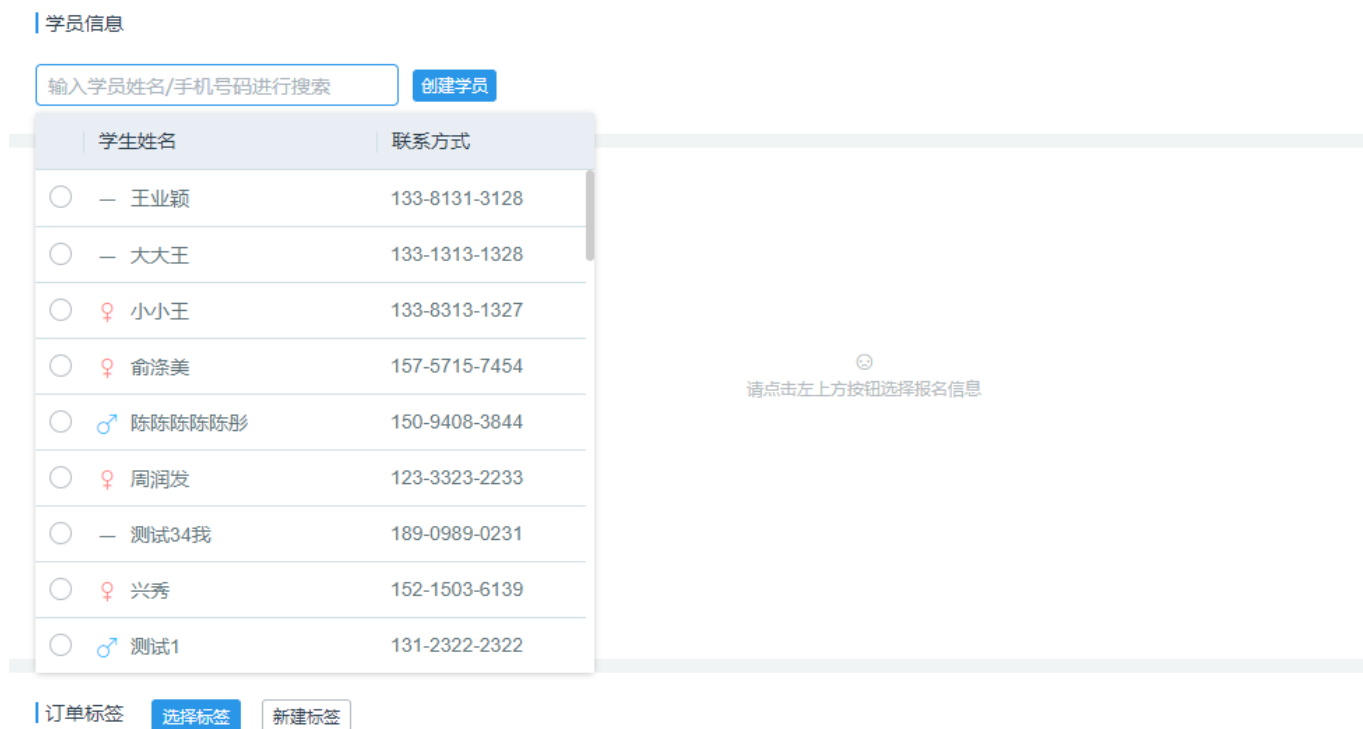 学员信息
输入学员姓名/手机号码进行搜索 创建学员
学生姓名 联系方式
王业颖 133-8131-3128
大大王 133-1313-1328
小小王 133-8313-1327
俞涤美 157-5715-7454
陈陈陈陈陈彤 150-9408-3844
周润发 123-3323-2233
测试34我 189-0989-0231
兴秀 152-1503-6139
测试1 131-2322-2322
请点击左上方按钮选择报名信息
订单标签 选择标签 新建标签